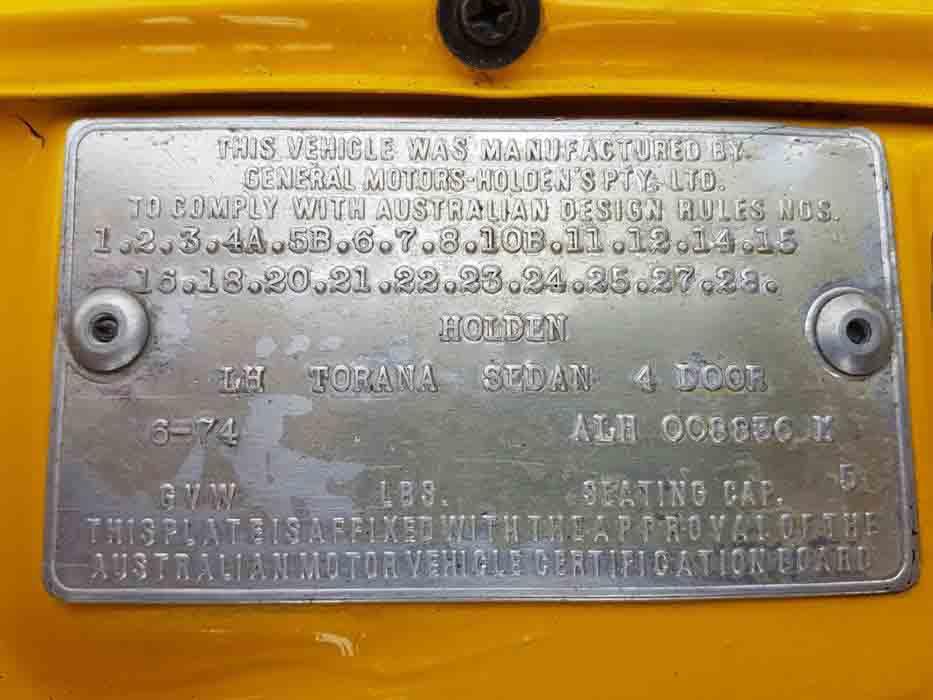 THIS VEHICLE WAS MANUFACTURED BY
GENERAL MOTORS-HOLDEN'S PTY. LTD.
TO COMPLY WITH AUSTRALIAN DESIGN RULES NOS.
1.2.3.4A.5B.6.7.8.10B.11.12.14.15
16.18.20.21.22.23.24.25.27.28.
HOLDEN
LH TORANA SEDAN 4 DOOR
6-74 ALH
GVW LBS. SEATING CAP. 5
THIS PLATE IS AFFIXED WITH THE APPROVAL OF THE
AUSTRALIAN MOTOR VEHICLE CERTIFICATION BOARD